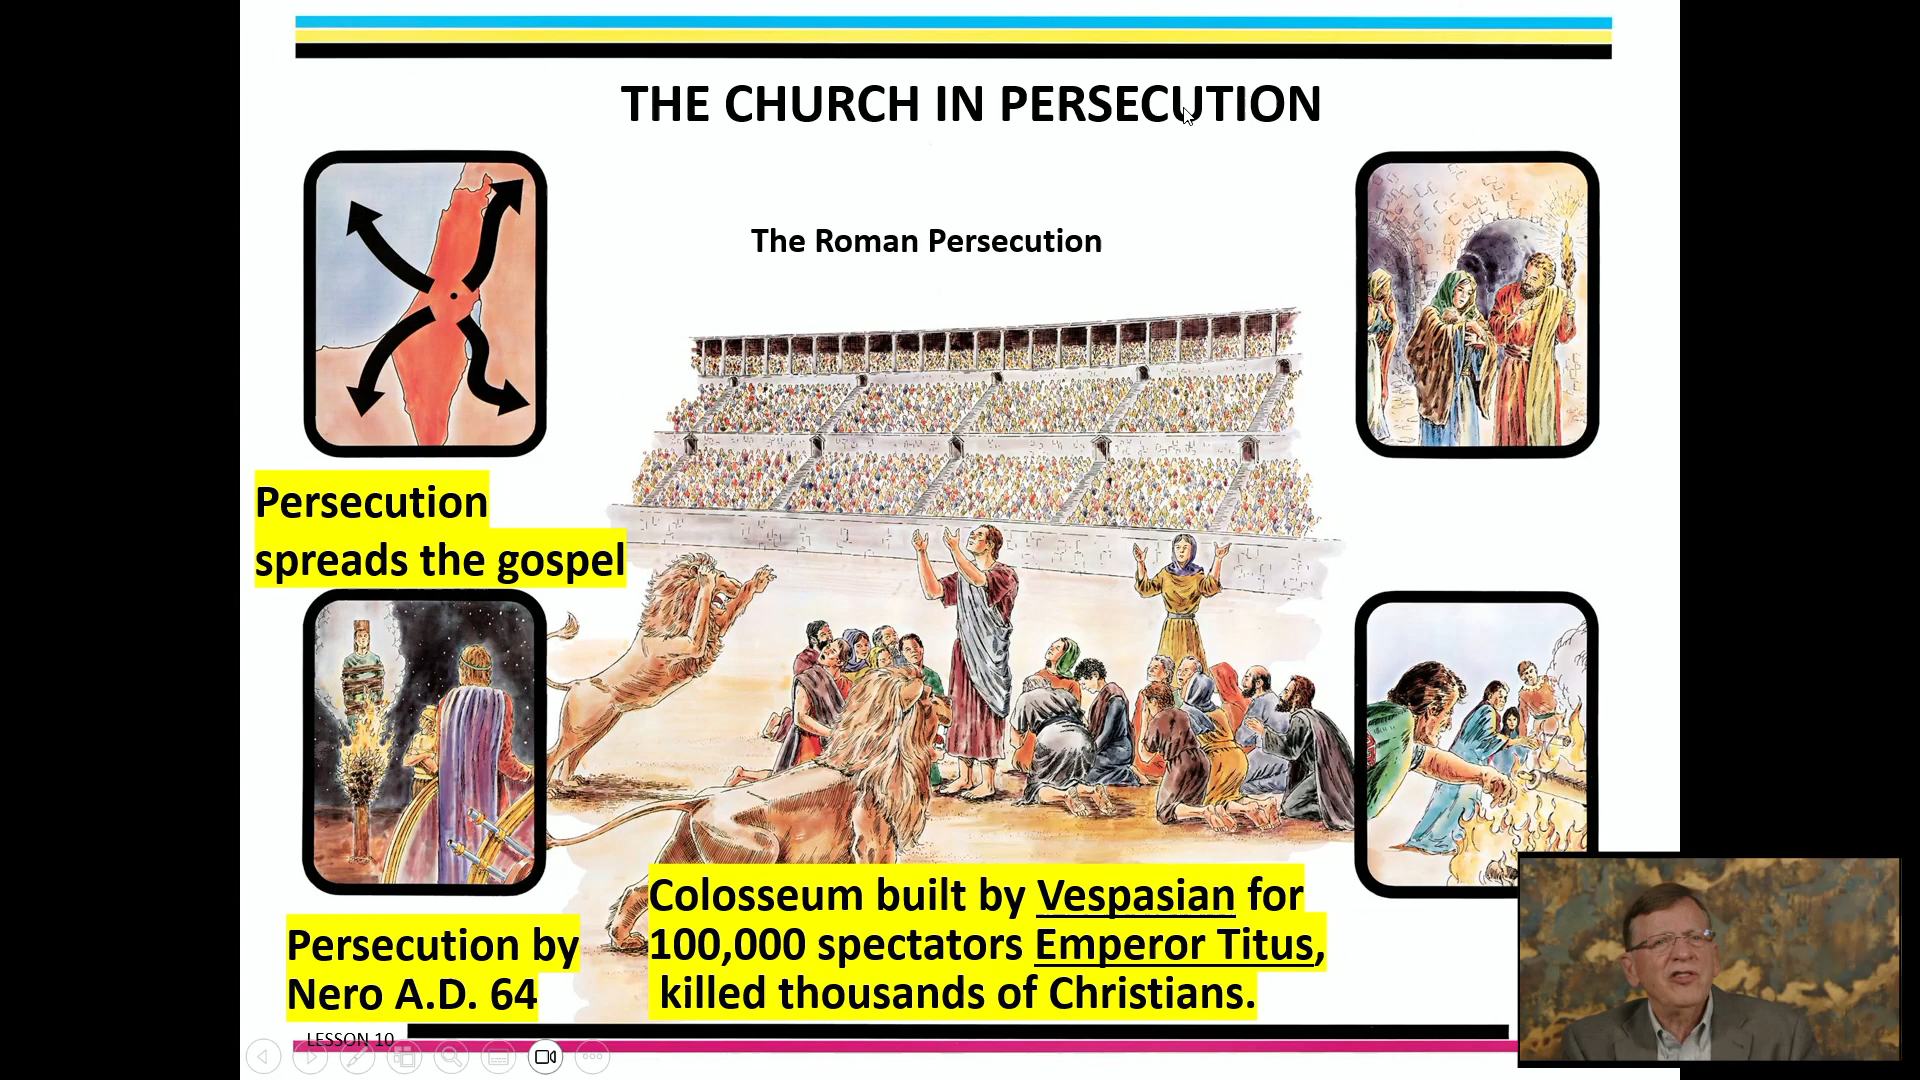 THE CHURCH IN PERSECUTION
The Roman Persecution
Persecution
spreads the gospel
Persecution by
Nero A.D. 64
Colosseum built by Vespasian for
100,000 spectators Emperor Titus,
killed thousands of Christians.
LESSON 10